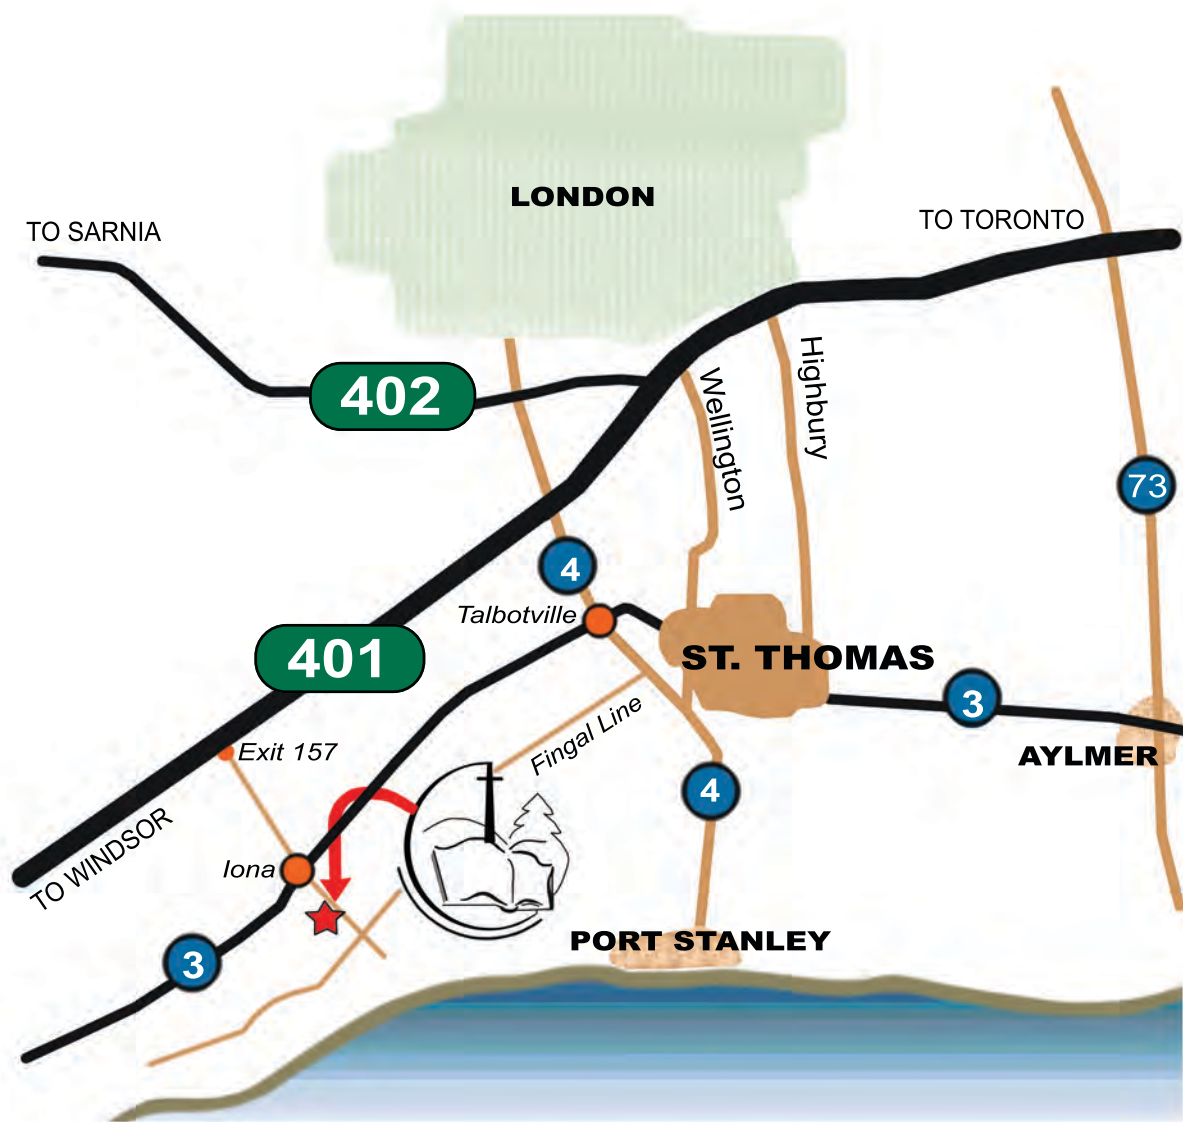 LONDON
TO SARNIA
TO TORONTO
402
Wellington
Highbury
73
4
Talbotville
401
ST. THOMAS
3
Fingal Line
Exit 157
AYLMER
4
TO WINDSOR
Iona
3
PORT STANLEY